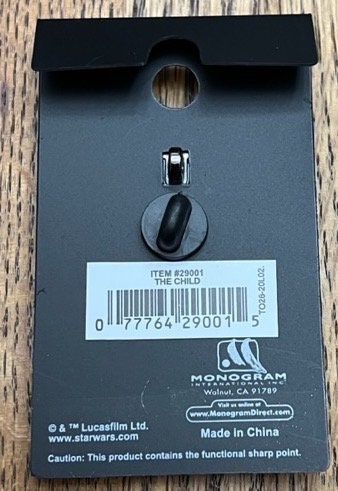 ITEM #29001
THE CHILD
TO28-20L02.
0 77764 29001 5
MONOGRAM
INTERNATIONAL INC
Walnut, CA 91789
Visit us online at
www.MonogramDirect.com
© & ™ Lucasfilm Ltd.
www.starwars.com
Made in China
Caution: This product contains the functional sharp point.